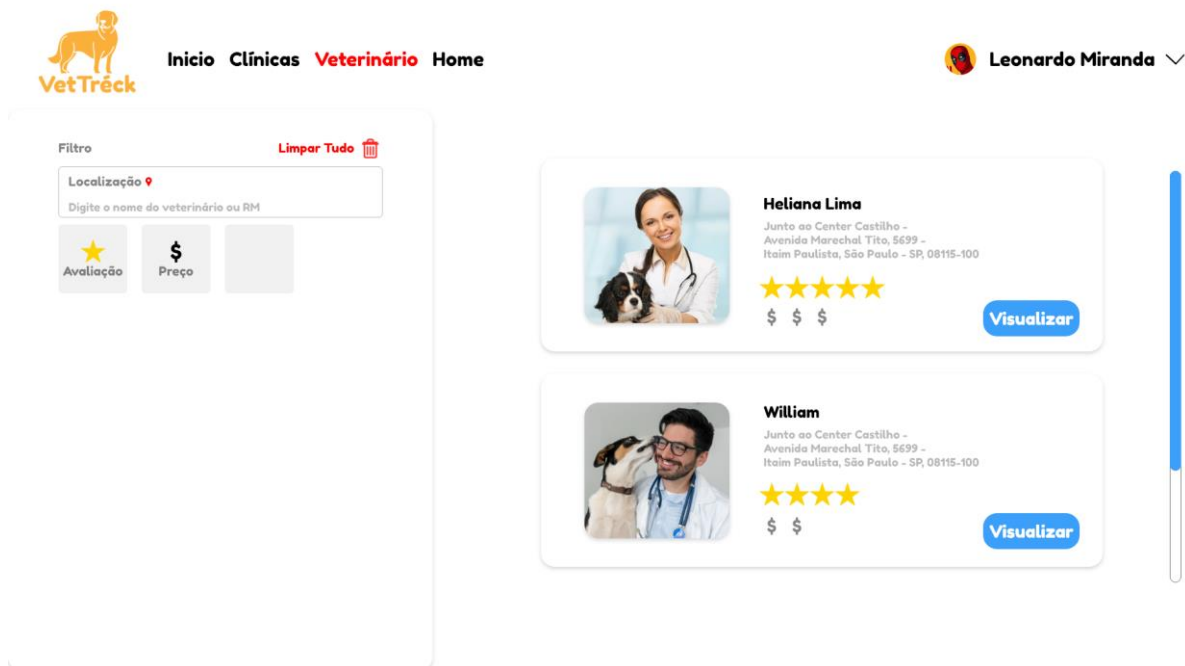 VetTréck
Inicio Clínicas Veterinário Home
Leonardo Miranda
Filtro
Limpar Tudo
Localização
Digite o nome do veterinário ou RM
Avaliação
$
Preço
Heliana Lima
Junto ao Center Castilho -
Avenida Marechal Tito, 5699 -
Itaim Paulista, São Paulo - SP, 08115-100
$ $ $
Visualizar
William
Junto ao Center Castilho -
Avenida Marechal Tito, 5699 -
Itaim Paulista, São Paulo - SP, 08115-100
$ $
Visualizar